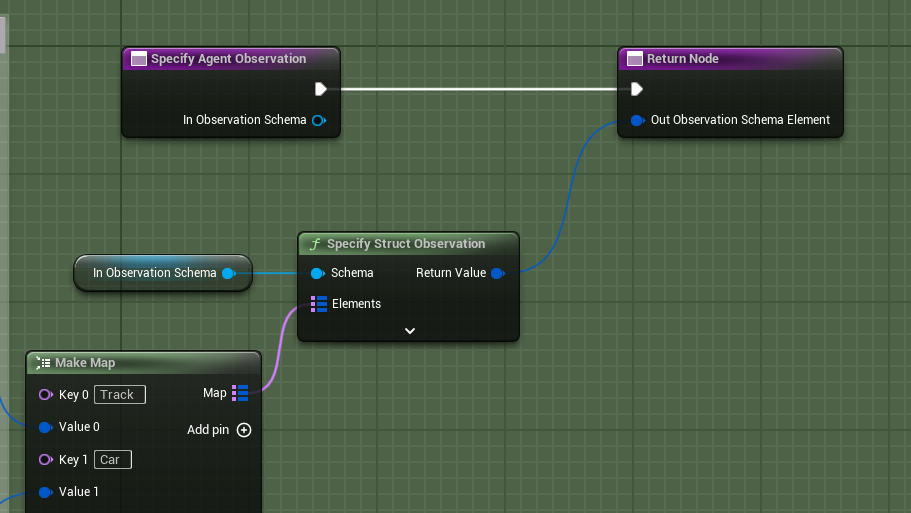 Specify Agent Observation
In Observation Schema
Return Node
Out Observation Schema Element
In Observation Schema
f Specify Struct Observation
Schema
Return Value
Elements
Make Map
Key 0 Track
Map
Value 0
Add pin
Key 1 Car
Value 1